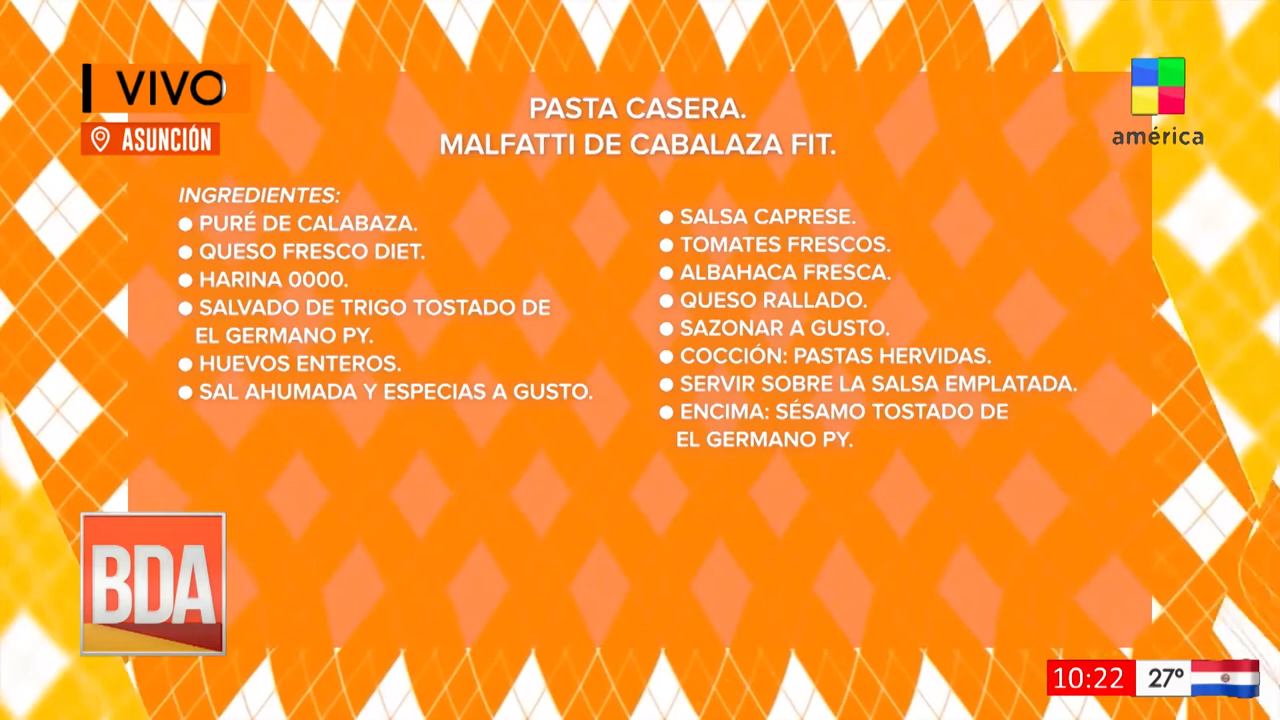 VIVO
ASUNCIÓN
américa
PASTA CASERA.
MALFATTI DE CABALAZA FIT.
INGREDIENTES:
● PURÉ DE CALABAZA.
● QUESO FRESCO DIET.
● HARINA 0000.
● SALVADO DE TRIGO TOSTADO DE
EL GERMANO PY.
● HUEVOS ENTEROS.
● SAL AHUMADA Y ESPECIAS A GUSTO.
● SALSA CAPRESE.
● TOMATES FRESCOS.
● ALBAHACA FRESCA.
● QUESO RALLADO.
● SAZONAR A GUSTO.
● COCCIÓN: PASTAS HERVIDAS.
● SERVIR SOBRE LA SALSA EMPLATADA.
● ENCIMA: SÉSAMO TOSTADO DE
EL GERMANO PY.
BDA
10:22 27º